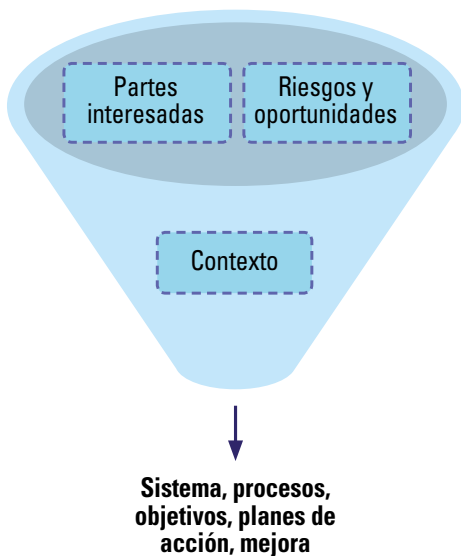 Partes
interesadas
Riesgos y
oportunidades
Contexto
Sistema, procesos,
objetivos, planes de
acción, mejora